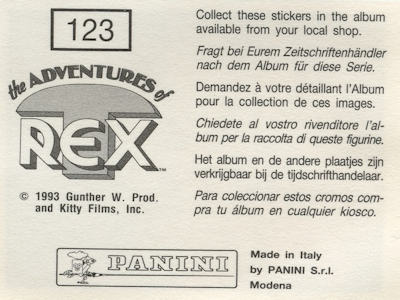 123
the ADVENTURES of
T
REX™
© 1993 Gunther W. Prod.
and Kitty Films, Inc.
Collect these stickers in the album
available from your local shop.
Fragt bei Eurem Zeitschriftenhändler
nach dem Album für diese Serie.
Demandez à votre détaillant l'Album
pour la collection de ces images.
Chiedete al vostro rivenditore l'al-
bum per la raccolta di queste figurine.
Het album en de andere plaatjes zijn
verkrijgbaar bij de tijdschrifthandelaar.
Para coleccionar estos cromos com-
pra tu álbum en cualquier kiosco.
PANINI
Made in Italy
by PANINI S.r.l.
Modena